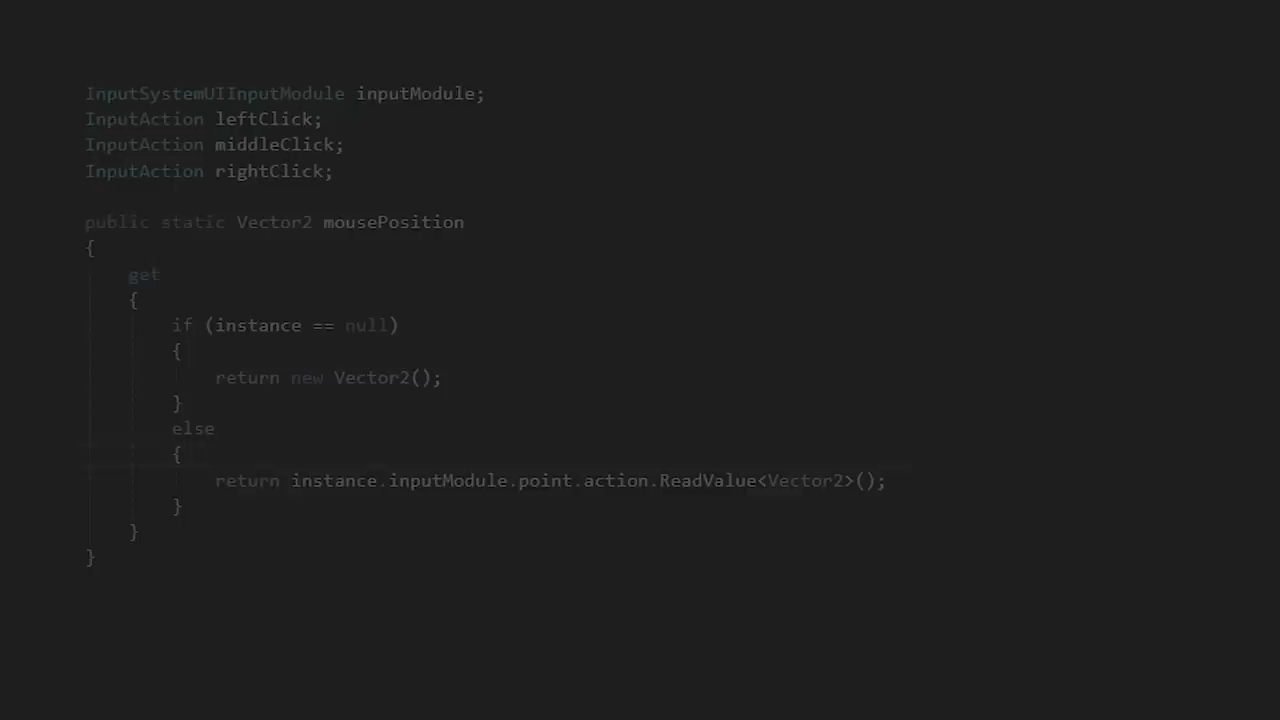 InputSystemUIInputModule inputModule;
InputAction leftClick;
InputAction middleClick;
InputAction rightClick;
public static Vector2 mousePosition
{
get
{
if (instance == null)
{
return new Vector2();
}
else
{
return instance.inputModule.point.action.ReadValue<Vector2>();
}
}
}